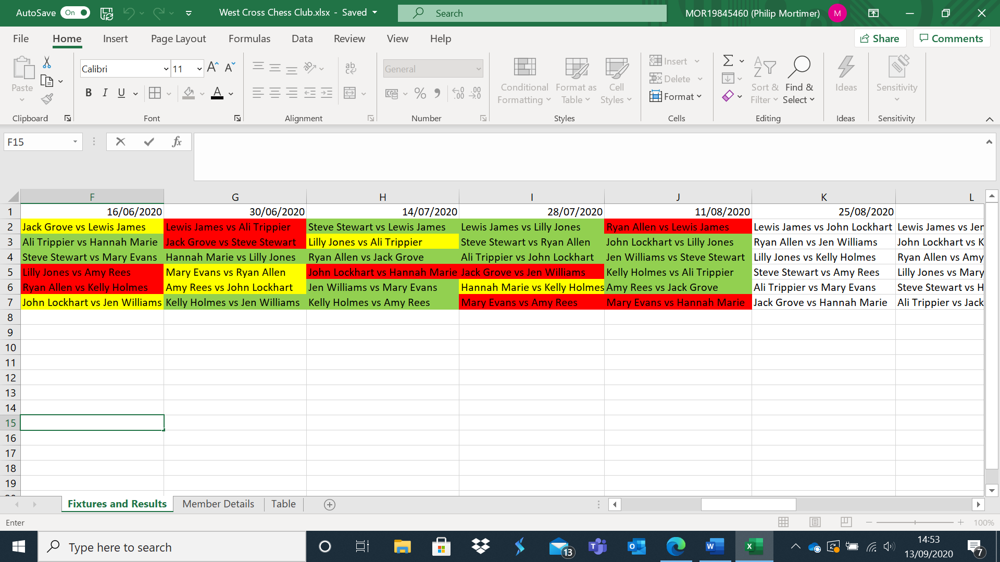 AutoSave On West Cross Chess Club.xlsx - Saved Search MOR19845460 (Philip Mortimer) M
File Home Insert Page Layout Formulas Data Review View Help Share Comments
Paste
Calibri 11
B I U A
ab
General
Conditional Formatting
Format as Table
Cell Styles
Insert
Delete
Format
Sort & Filter
Find & Select
Ideas
Sensitivity
Clipboard Font Alignment Number Styles Cells Editing Ideas Sensitivity
F15 fx
F G H I J K L
1 16/06/2020 30/06/2020 14/07/2020 28/07/2020 11/08/2020 25/08/2020
2 Jack Grove vs Lewis James Lewis James vs Ali Trippier Steve Stewart vs Lewis James Lewis James vs Lilly Jones Ryan Allen vs Lewis James Lewis James vs John Lockhart Lewis James vs Jer
3 Ali Trippier vs Hannah Marie Jack Grove vs Steve Stewart Lilly Jones vs Ali Trippier Steve Stewart vs Ryan Allen John Lockhart vs Lilly Jones Ryan Allen vs Jen Williams John Lockhart vs K
4 Steve Stewart vs Mary Evans Hannah Marie vs Lilly Jones Ryan Allen vs Jack Grove Ali Trippier vs John Lockhart Jen Williams vs Steve Stewart Lilly Jones vs Kelly Holmes Ryan Allen vs Amy
5 Lilly Jones vs Amy Rees Mary Evans vs Ryan Allen John Lockhart vs Hannah Marie Jack Grove vs Jen Williams Kelly Holmes vs Ali Trippier Steve Stewart vs Amy Rees Lilly Jones vs Mary
6 Ryan Allen vs Kelly Holmes Amy Rees vs John Lockhart Jen Williams vs Mary Evans Hannah Marie vs Kelly Holmes Amy Rees vs Jack Grove Ali Trippier vs Mary Evans Steve Stewart vs H
7 John Lockhart vs Jen Williams Kelly Holmes vs Jen Williams Kelly Holmes vs Amy Rees Mary Evans vs Amy Rees Mary Evans vs Hannah Marie Jack Grove vs Hannah Marie Ali Trippier vs Jack
8
9
10
11
12
13
14
15
16
17
18
19
Fixtures and Results Member Details Table
Enter 100%
Type here to search 13 14:53
13/09/2020 7